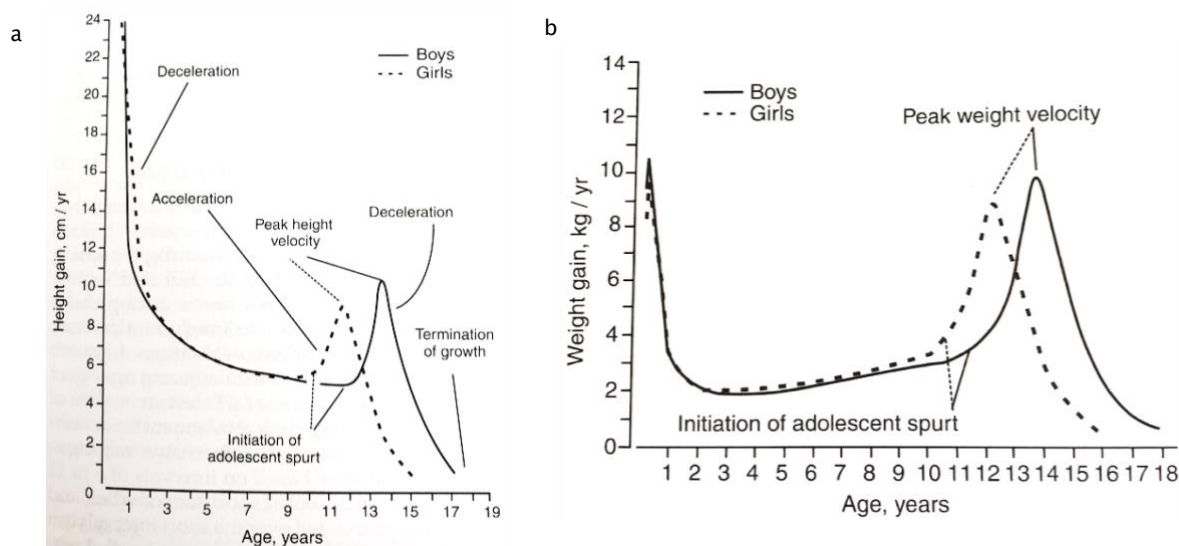 a
24
22
20
18
16
14
12
10
8
6
4
2
0
Height gain, cm / yr
Boys
Girls
Deceleration
Acceleration
Peak height
velocity
Deceleration
Termination
of growth
Initiation of
adolescent spurt
1 3 5 7 9 11 13 15 17 19
Age, years
b
14
12
10
8
6
4
2
0
Weight gain, kg / yr
Boys
Girls
Peak weight velocity
Initiation of adolescent spurt
1 2 3 4 5 6 7 8 9 10 11 12 13 14 15 16 17 18
Age, years